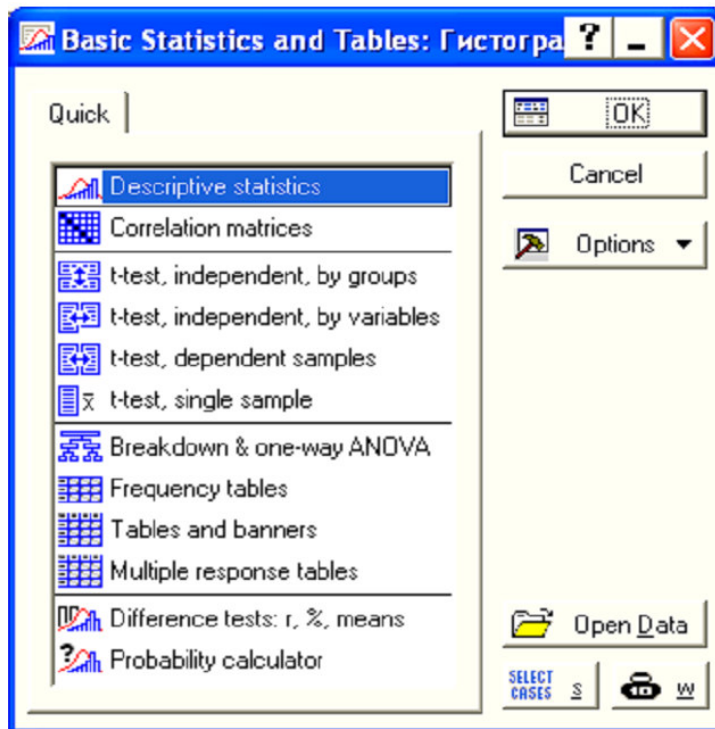 Basic Statistics and Tables: Гистогра ?
Quick
OK
Cancel
Options
Descriptive statistics
Correlation matrices
t-test, independent, by groups
t-test, independent, by variables
t-test, dependent samples
t-test, single sample
Breakdown & one-way ANOVA
Frequency tables
Tables and banners
Multiple response tables
Difference tests: r, %, means
Probability calculator
Open Data
SELECT
CASES S
W